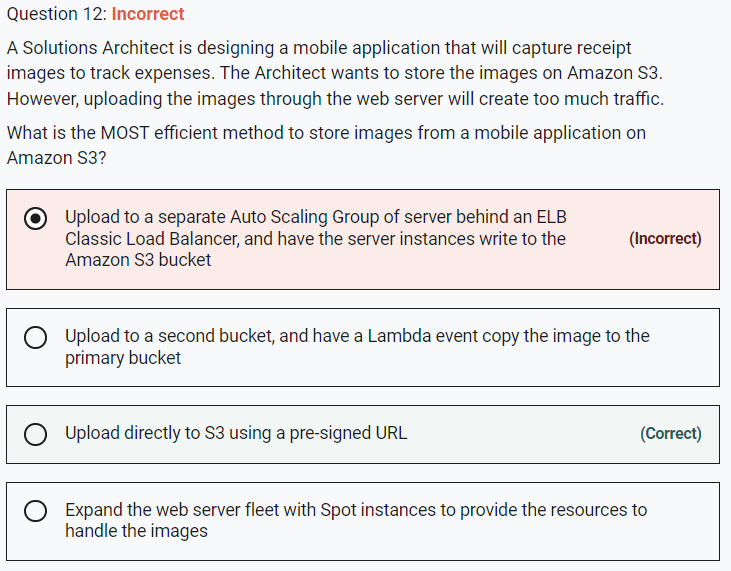 Question 12: Incorrect
A Solutions Architect is designing a mobile application that will capture receipt
images to track expenses. The Architect wants to store the images on Amazon S3.
However, uploading the images through the web server will create too much traffic.
What is the MOST efficient method to store images from a mobile application on
Amazon S3?
Upload to a separate Auto Scaling Group of server behind an ELB
Classic Load Balancer, and have the server instances write to the
Amazon S3 bucket
(Incorrect)
Upload to a second bucket, and have a Lambda event copy the image to the
primary bucket
Upload directly to S3 using a pre-signed URL
(Correct)
Expand the web server fleet with Spot instances to provide the resources to
handle the images